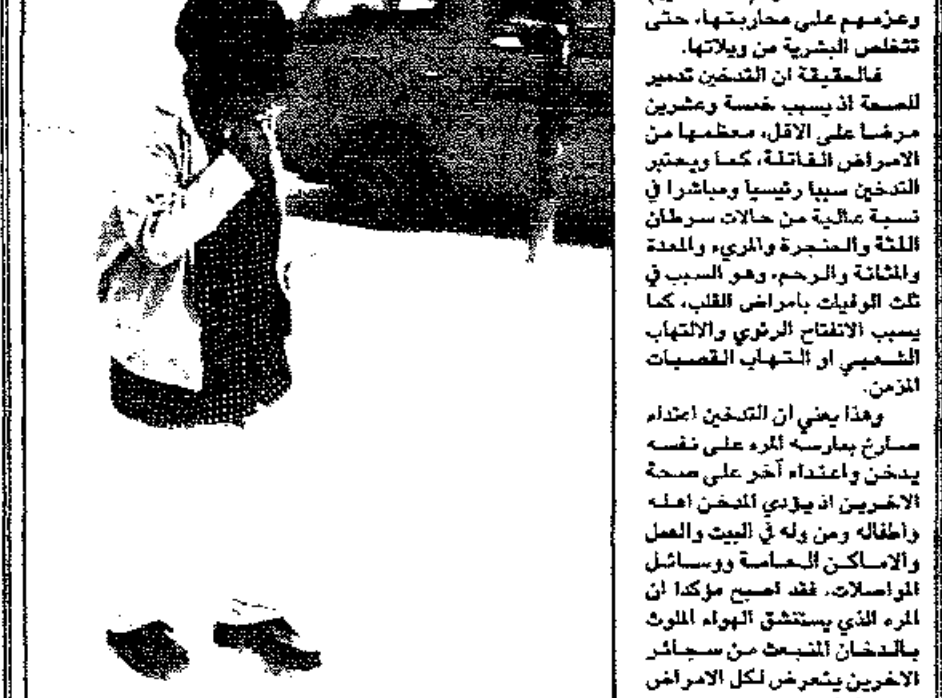 وعزمهم على محاربتها، حتى
تتخلص البشرية من ويلاتها.
فالحقيقة ان التدخين تدمير
للصحة اذ يسبب خمسة وعشرين
مرضا على الاقل، معظمها من
الامراض القاتلة، كما ويعتبر
التدخين سببا رئيسيا ومباشرا في
نسبة عالية من حالات سرطان
اللثة والحنجرة والمريء والمعدة
والمثانة والرحم، وهو السبب في
ثلث الوفيات بامراض القلب، كما
يسبب الانتفاخ الرئوي والالتهاب
الشعبي او التهاب القصبات
المزمن.
وهذا يعني ان التدخين اعتداء
صارخ يمارسه المرء على نفسه
يدخن واعتداء آخر على صحة
الاخرين اذ يؤذي المدخن اهله
واطفاله ومن وله في البيت والعمل
والاماكن العامة ووسائل
المواصلات، فقد اصبح مؤكدا ان
المرء الذي يستنشق الهواء الملوث
بالدخان المنبعث من سجائر
الاخرين يتعرض لكل الامراض